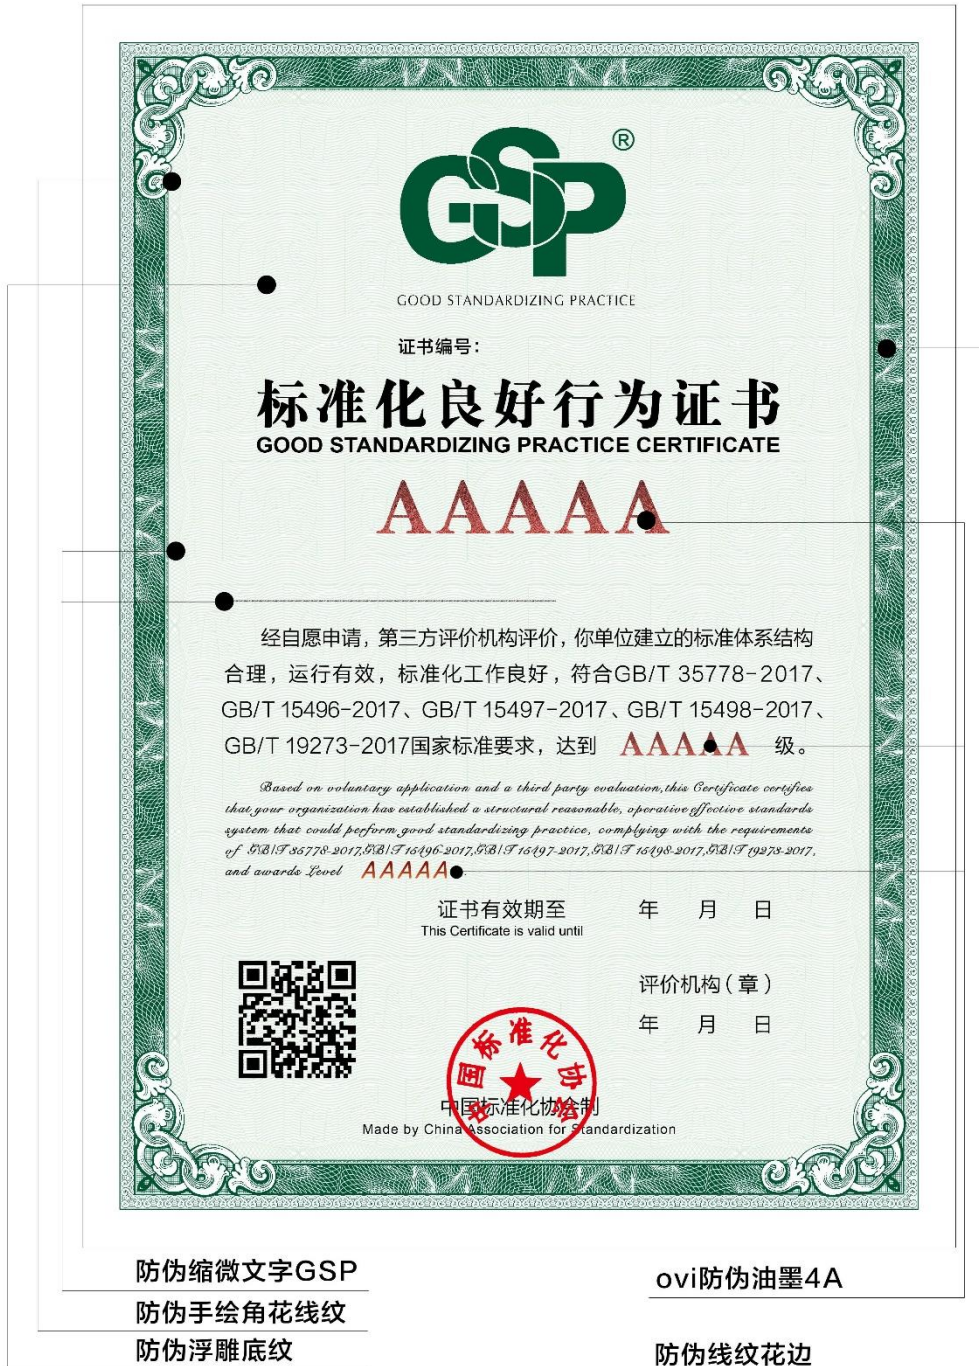 GSP®
GOOD STANDARDIZING PRACTICE
证书编号：
标准化良好行为证书
GOOD STANDARDIZING PRACTICE CERTIFICATE
AAAAA
经自愿申请，第三方评价机构评价，你单位建立的标准体系结构
合理，运行有效，标准化工作良好，符合GB/T 35778-2017、
GB/T 15496-2017、GB/T 15497-2017、GB/T 15498-2017、
GB/T 19273-2017国家标准要求，达到 AAAAA 级。
Based on voluntary application and a third party evaluation,this Certificate certifies
that your organization has established a structural reasonable, operative effective standards
system that could perform good standardizing practice, complying with the requirements
of GB/T35778-2017,GB/T15496-2017,GB/T15497-2017,GB/T15498-2017,GB/T19273-2017,
and awards Level AAAAA.
证书有效期至 年 月 日
This Certificate is valid until
评价机构（章）
年 月 日
中国标准化协会
中国标准化协会制
Made by China Association for Standardization
防伪缩微文字GSP
ovi防伪油墨4A
防伪手绘角花线纹
防伪浮雕底纹
防伪线纹花边